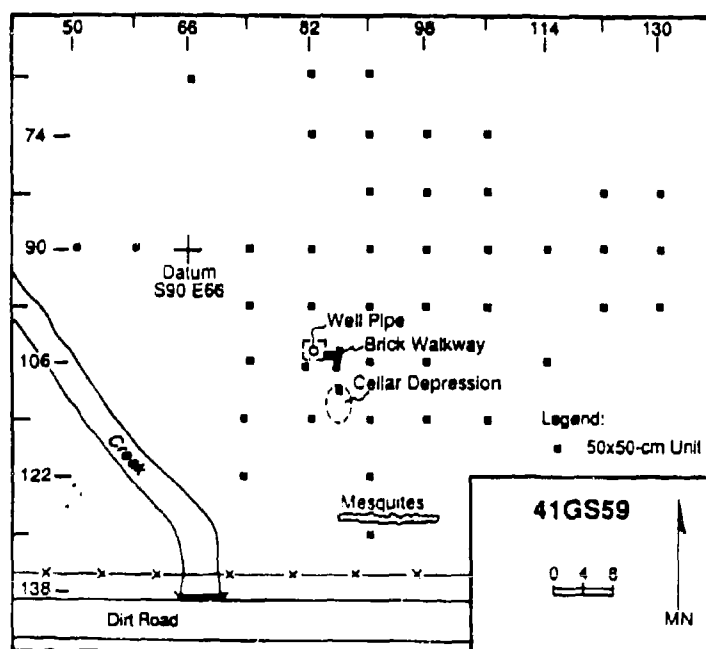 50 66 82 98 114 130
74
90
Datum
S90 E66
Well Pipe
Brick Walkway
106
Cellar Depression
Legend:
50x50-cm Unit
Creek
122
Mesquites
41GS59
0 4 8
138
MN
Dirt Road